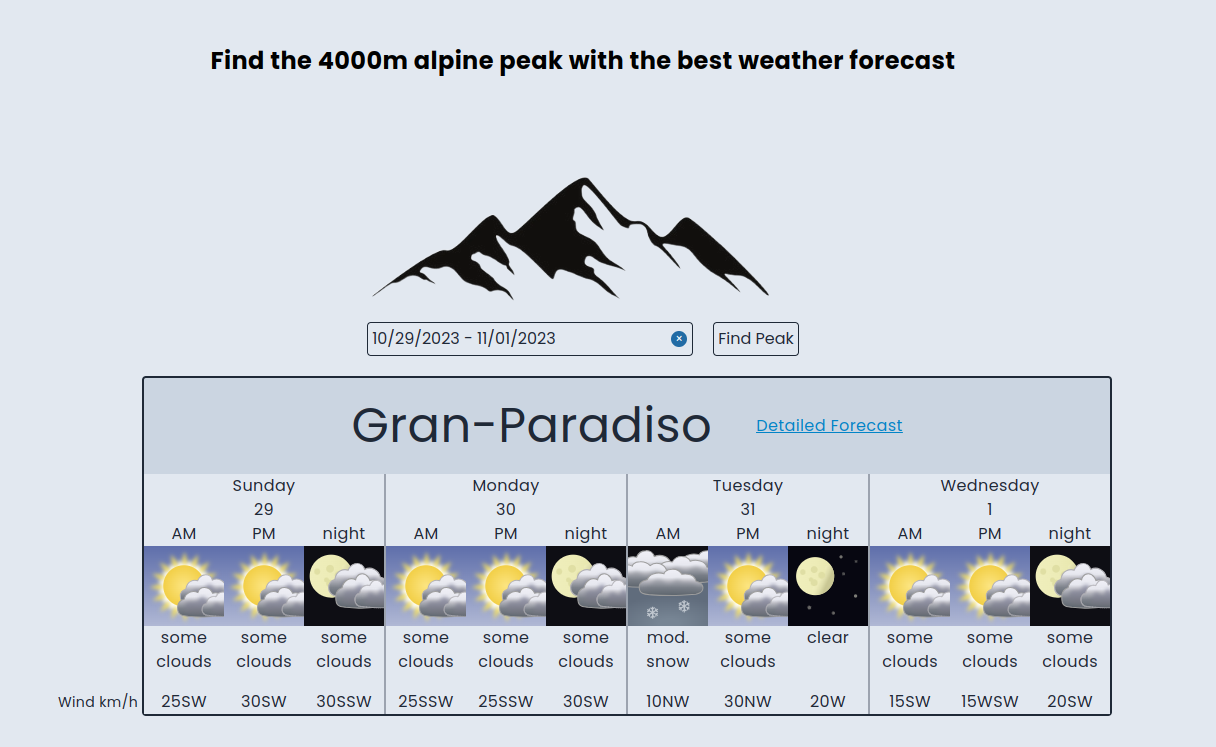 Find the 4000m alpine peak with the best weather forecast
10/29/2023 - 11/01/2023
Find Peak
Gran-Paradiso Detailed Forecast
Sunday Monday Tuesday Wednesday
29 30 31 1
AM PM night AM PM night AM PM night AM PM night
some some some some some some mod. some clear some some some
clouds clouds clouds clouds clouds clouds snow clouds clouds clouds clouds
Wind km/h 25SW 30SW 30SSW 25SSW 25SSW 30SW 10NW 30NW 20W 15SW 15WSW 20SW